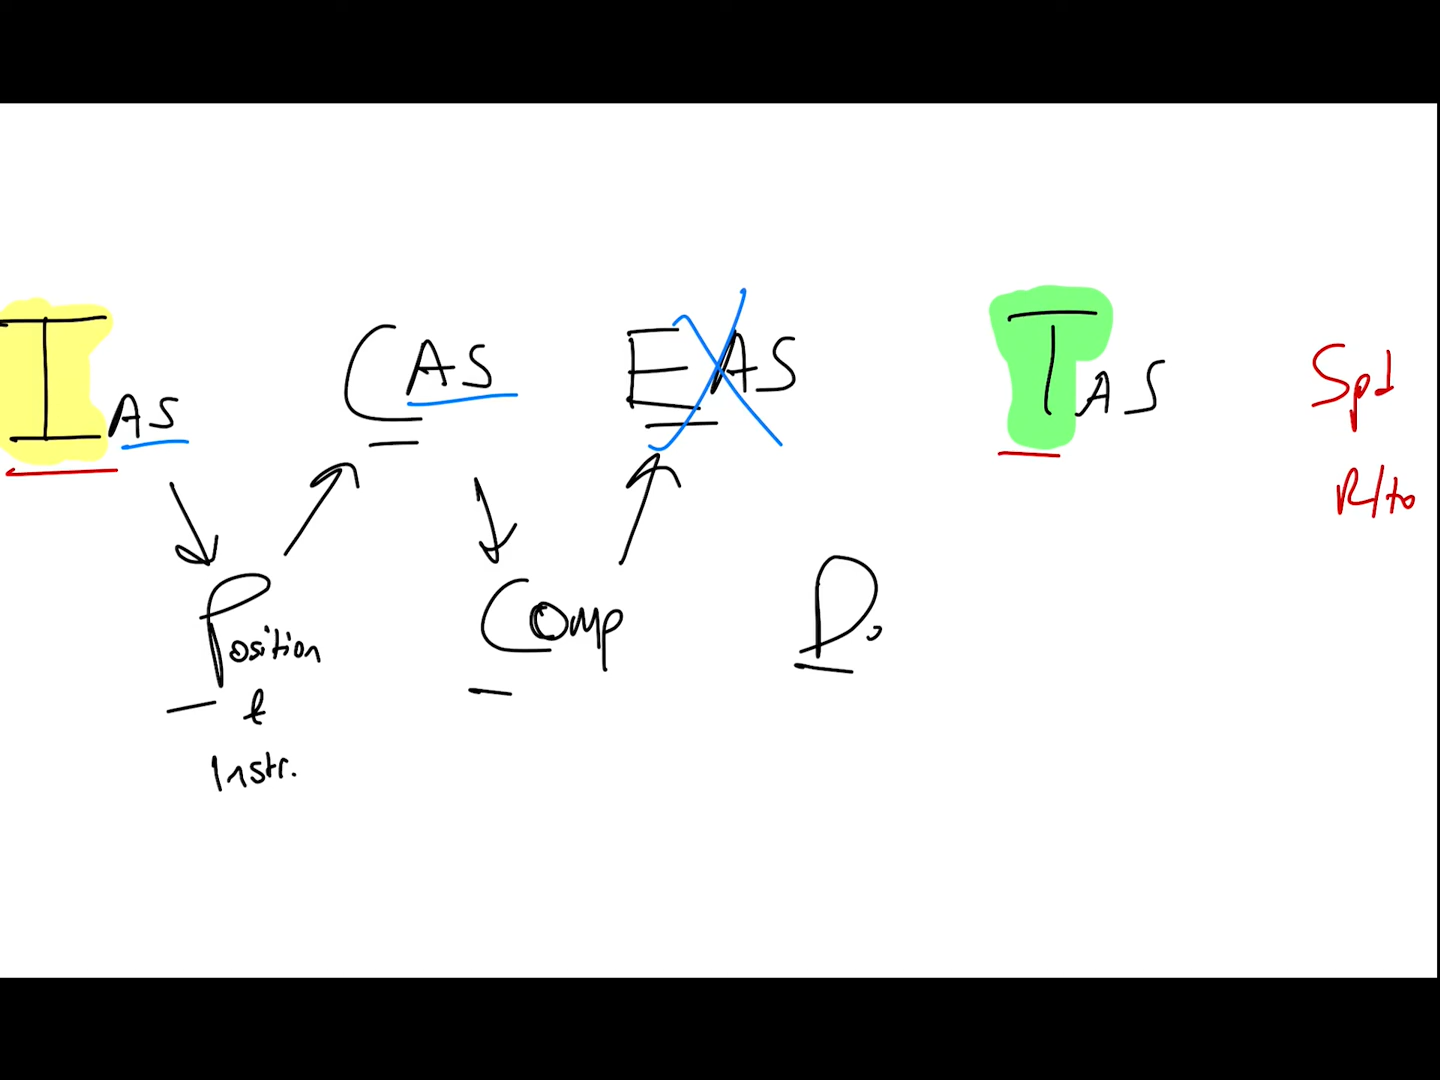 IAS CAS EAS TAS
Spd
R/to
Position
&
Instr.
Comp
D.